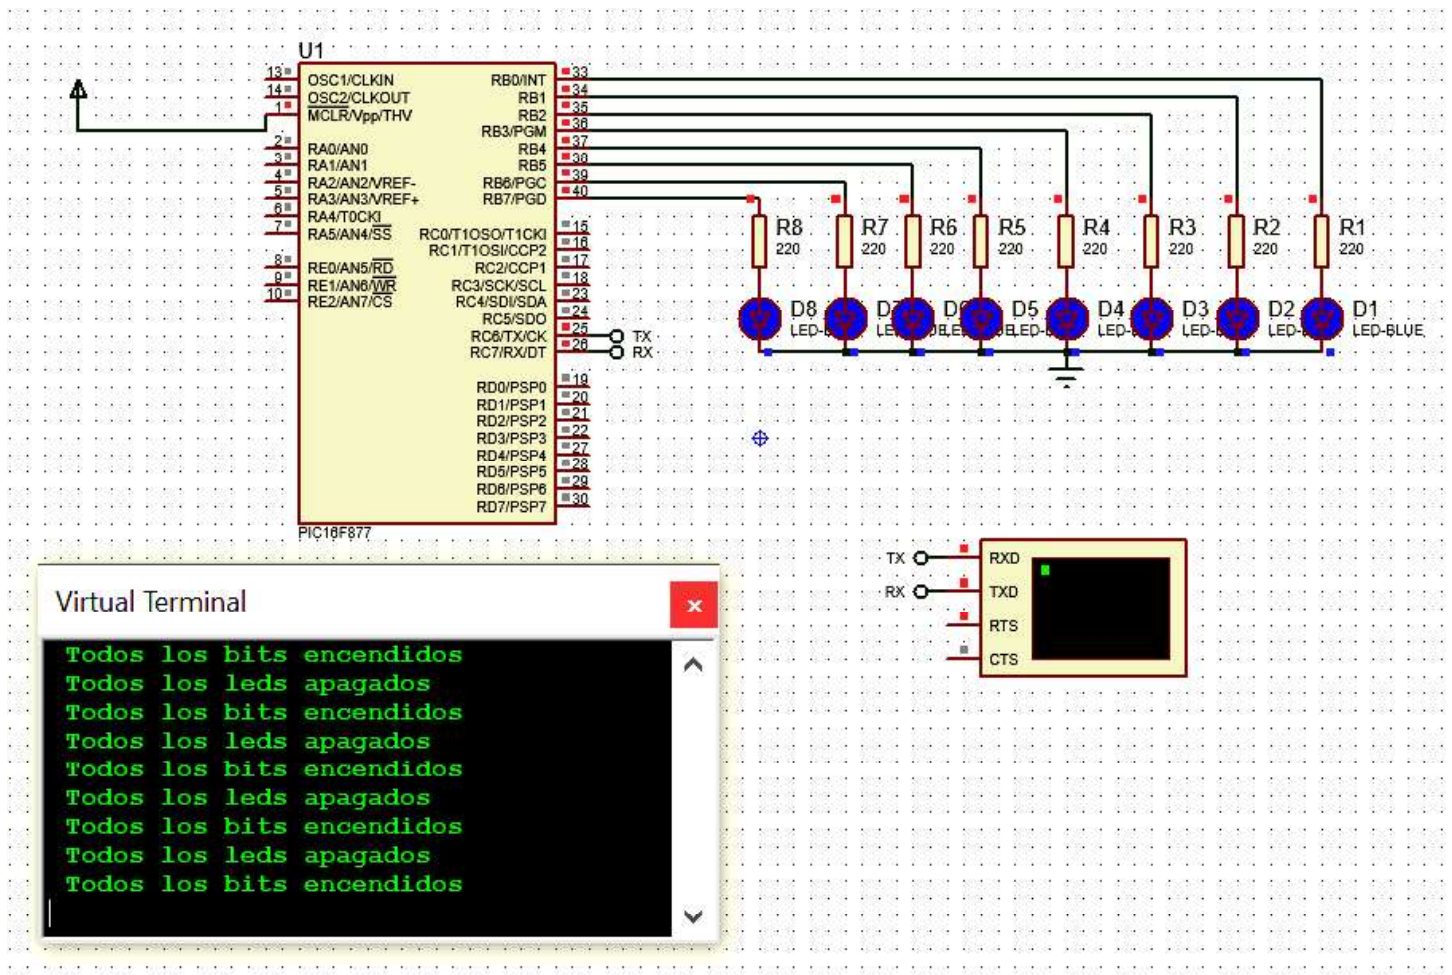 U1
13 OSC1/CLKIN RB0/INT 33
14 OSC2/CLKOUT RB1 34
1 MCLR/Vpp/THV RB2 35
RB3/PGM 36
2 RA0/AN0 RB4 37
3 RA1/AN1 RB5 38
4 RA2/AN2/VREF- RB6/PGC 39
5 RA3/AN3/VREF+ RB7/PGD 40
6 RA4/T0CKI
7 RA5/AN4/SS RC0/T1OSO/T1CKI 15
RC1/T1OSI/CCP2 16
8 RE0/AN5/RD RC2/CCP1 17
9 RE1/AN6/WR RC3/SCK/SCL 18
10 RE2/AN7/CS RC4/SDI/SDA 23
RC5/SDO 24
RC6/TX/CK 25 TX
RC7/RX/DT 26 RX
RD0/PSP0 19
RD1/PSP1 20
RD2/PSP2 21
RD3/PSP3 22
RD4/PSP4 27
RD5/PSP5 28
RD6/PSP6 29
RD7/PSP7 30
PIC16F877
R8 R7 R6 R5 R4 R3 R2 R1
220 220 220 220 220 220 220 220
D8 D5 D4 D3 D2 D1
LED-BLUE
TX RXD
RX TXD
RTS
CTS
Virtual Terminal
Todos los bits encendidos
Todos los leds apagados
Todos los bits encendidos
Todos los leds apagados
Todos los bits encendidos
Todos los leds apagados
Todos los bits encendidos
Todos los leds apagados
Todos los bits encendidos